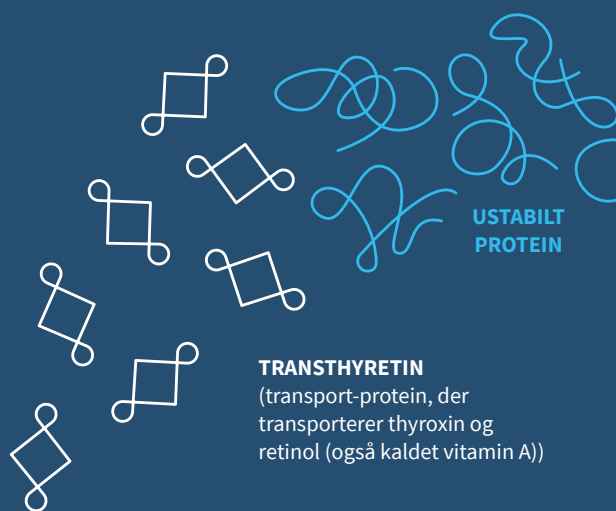 USTABILT
PROTEIN
TRANSTHYRETIN
(transport-protein, der
transporterer thyroxin og
retinol (også kaldet vitamin A))